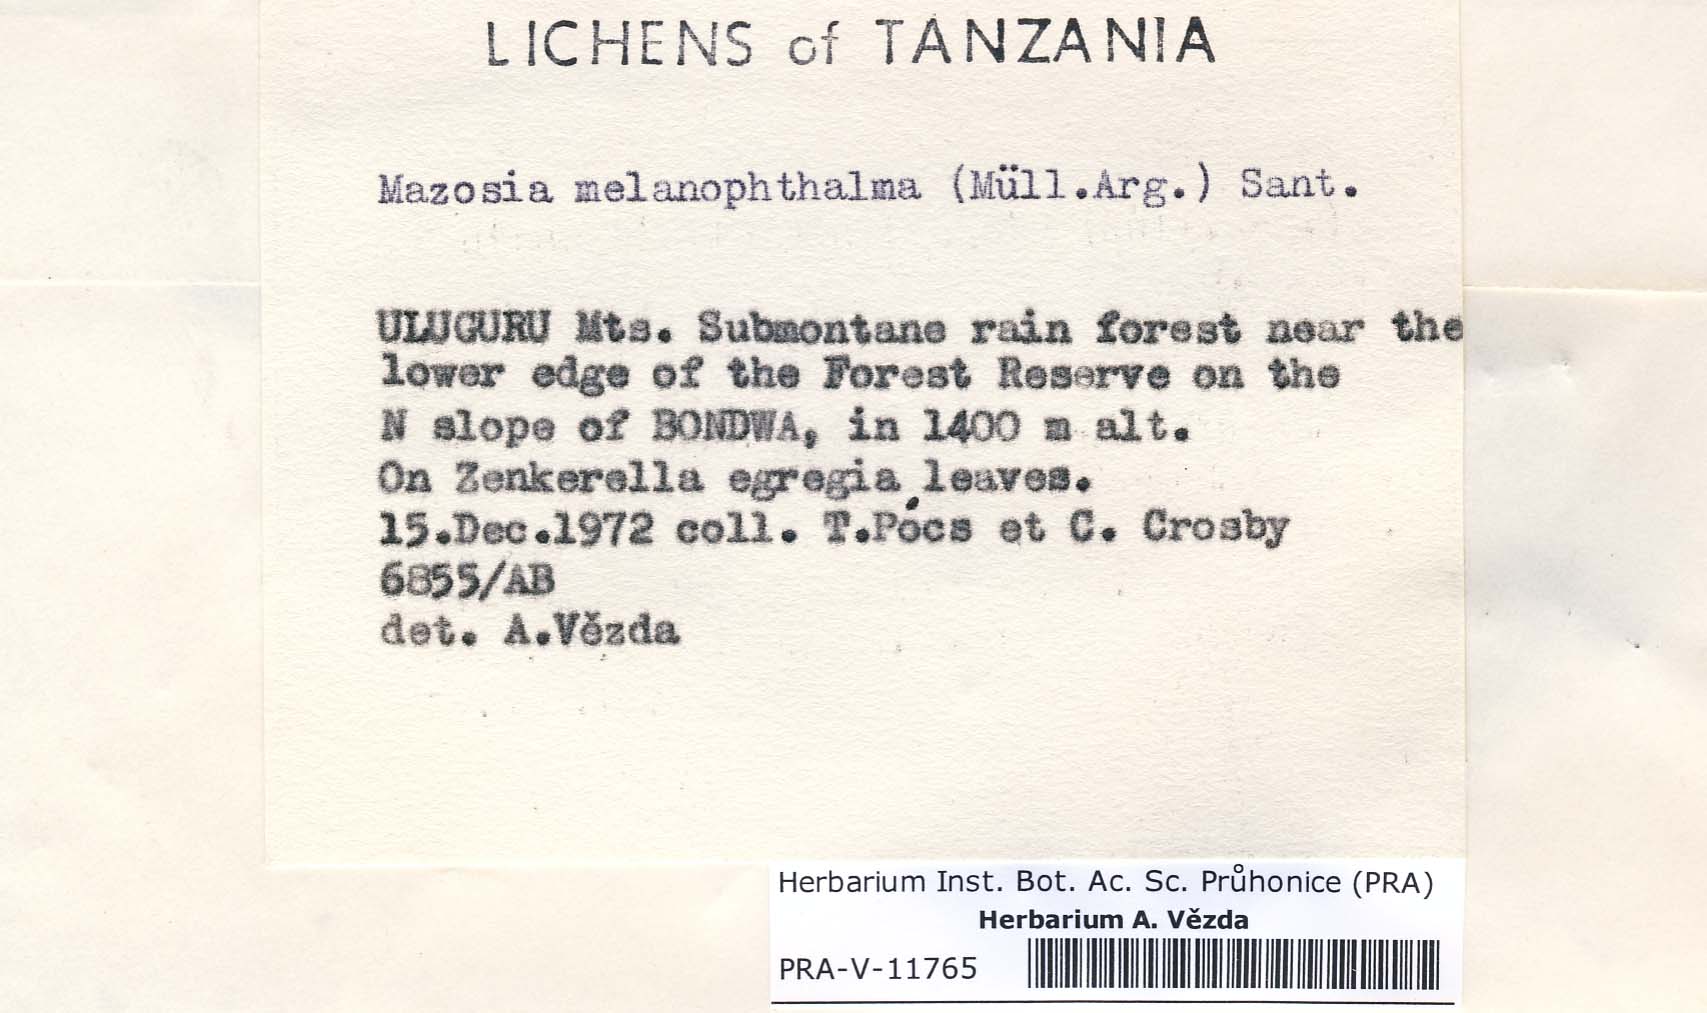 LICHENS of TANZANIA
Mazosia melanophthalma (Müll.Arg.) Sant.
ULUGURU Mts. Submontane rain forest near the
lower edge of the Forest Reserve on the
N slope of BONDWA, in 1400 m alt.
On Zenkerella egregia leaves.
15.Dec.1972 coll. T.Pócs et C. Crosby
6855/AB
det. A.Vězda
Herbarium Inst. Bot. Ac. Sc. Průhonice (PRA)
Herbarium A. Vězda
PRA-V-11765